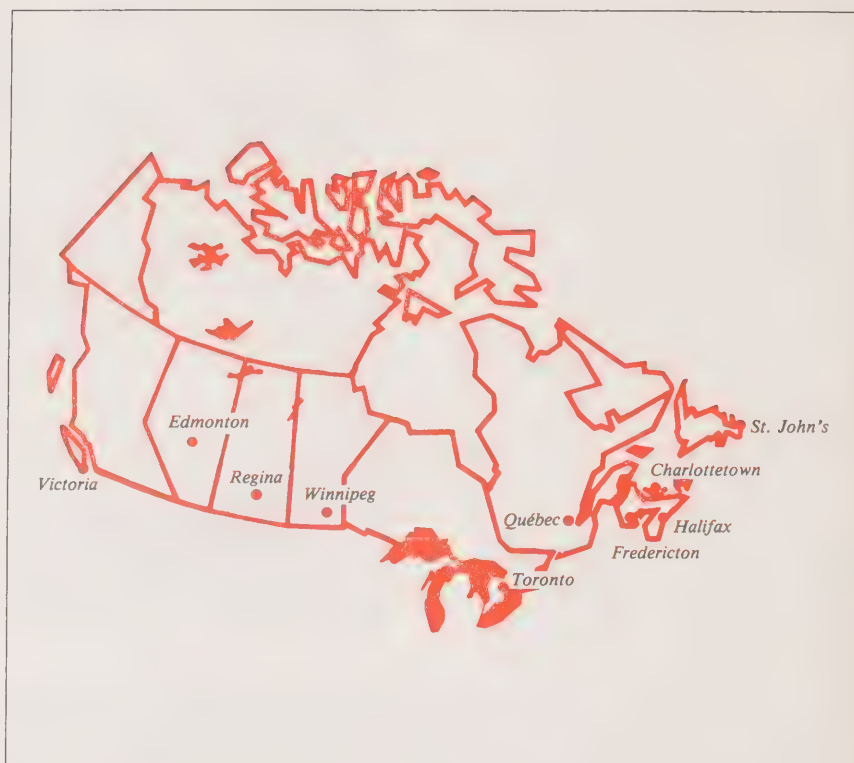 St. John's
Edmonton
Charlottetown
Regina
Victoria
Winnipeg
Québec
Halifax
Fredericton
Toronto